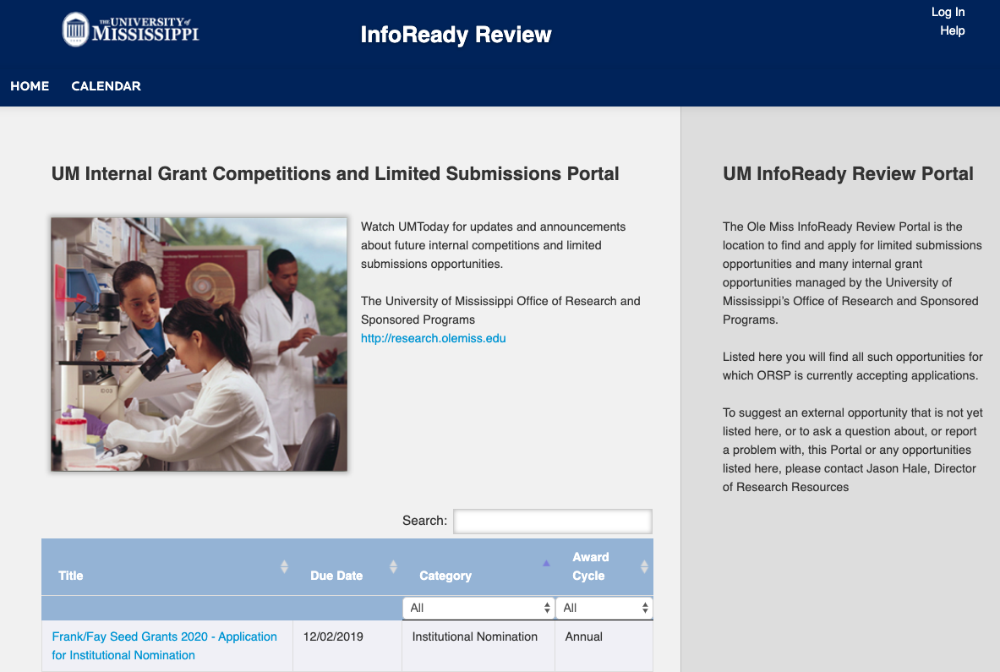 THE UNIVERSITY of
MISSISSIPPI
InfoReady Review
Log In
Help
HOME CALENDAR
UM Internal Grant Competitions and Limited Submissions Portal
Watch UMToday for updates and announcements
about future internal competitions and limited
submissions opportunities.
The University of Mississippi Office of Research and
Sponsored Programs
http://research.olemiss.edu
Search:
Title Due Date Category Award Cycle
All All
Frank/Fay Seed Grants 2020 - Application
for Institutional Nomination
12/02/2019
Institutional Nomination
Annual
UM InfoReady Review Portal
The Ole Miss InfoReady Review Portal is the
location to find and apply for limited submissions
opportunities and many internal grant
opportunities managed by the University of
Mississippi’s Office of Research and Sponsored
Programs.
Listed here you will find all such opportunities for
which ORSP is currently accepting applications.
To suggest an external opportunity that is not yet
listed here, or to ask a question about, or report
a problem with, this Portal or any opportunities
listed here, please contact Jason Hale, Director
of Research Resources